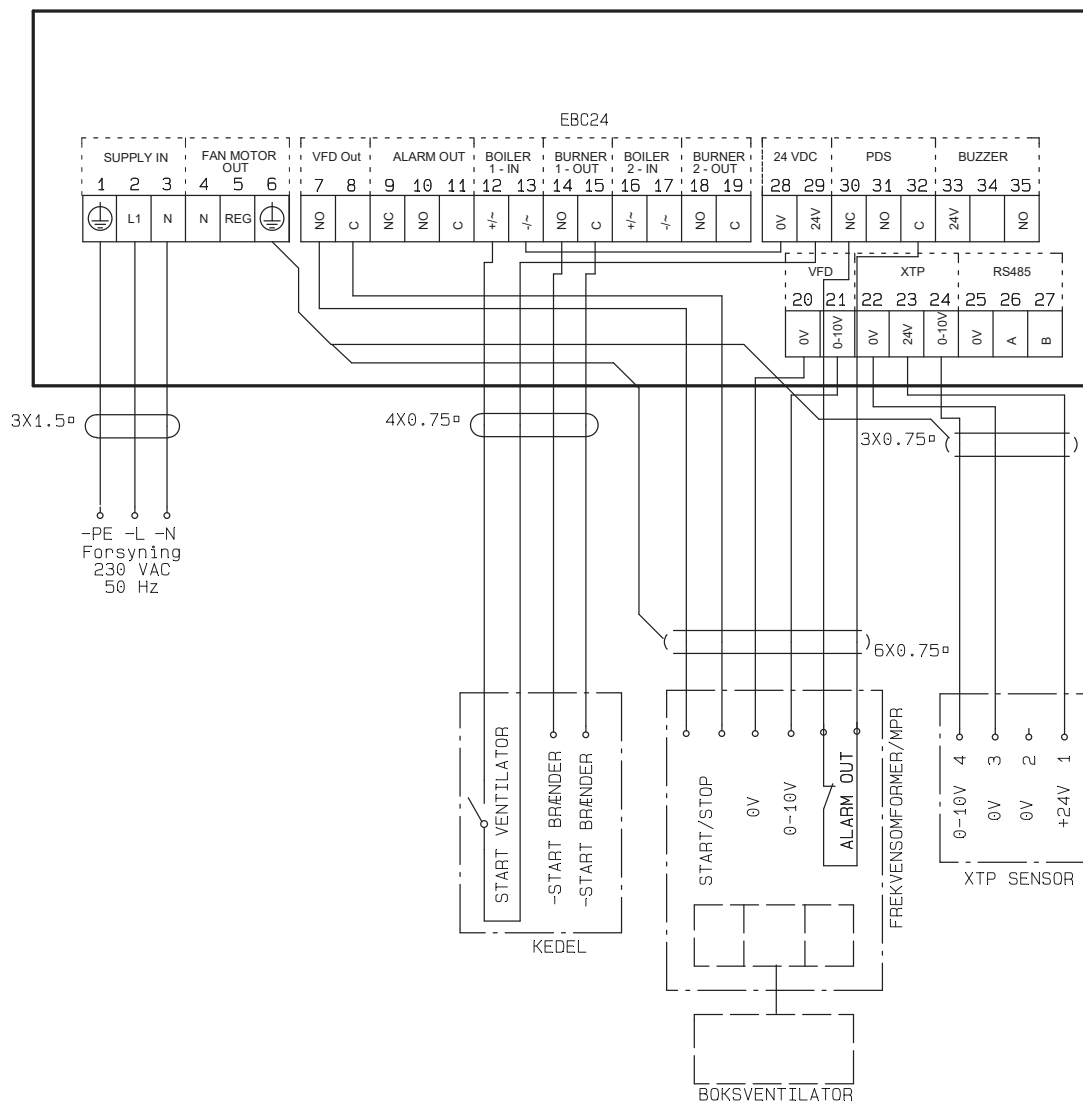 EBC24
SUPPLY IN
FAN MOTOR
OUT
VFD Out
ALARM OUT
BOILER
1 - IN
BURNER
1 - OUT
BOILER
2 - IN
BURNER
2 - OUT
24 VDC
PDS
BUZZER
1 2 3 4 5 6 7 8 9 10 11 12 13 14 15 16 17 18 19 28 29 30 31 32 33 34 35
L1 N N REG NO C NC NO C +/~ -/~ NO C +/~ -/~ NO C 0V 24V NC NO C 24V NO
VFD XTP RS485
20 21 22 23 24 25 26 27
0V 0-10V 0V 24V 0-10V 0V A B
3X1.5▫
4X0.75▫
3X0.75▫
-PE -L -N
Forsyning
230 VAC
50 Hz
6X0.75▫
START VENTILATOR
-START BRÆNDER
-START BRÆNDER
KEDEL
START/STOP
0V
0-10V
ALARM OUT
FREKVENSOMFORMER/MPR
BOKSVENTILATOR
0-10V 4
0V 3
0V 2
+24V 1
XTP SENSOR